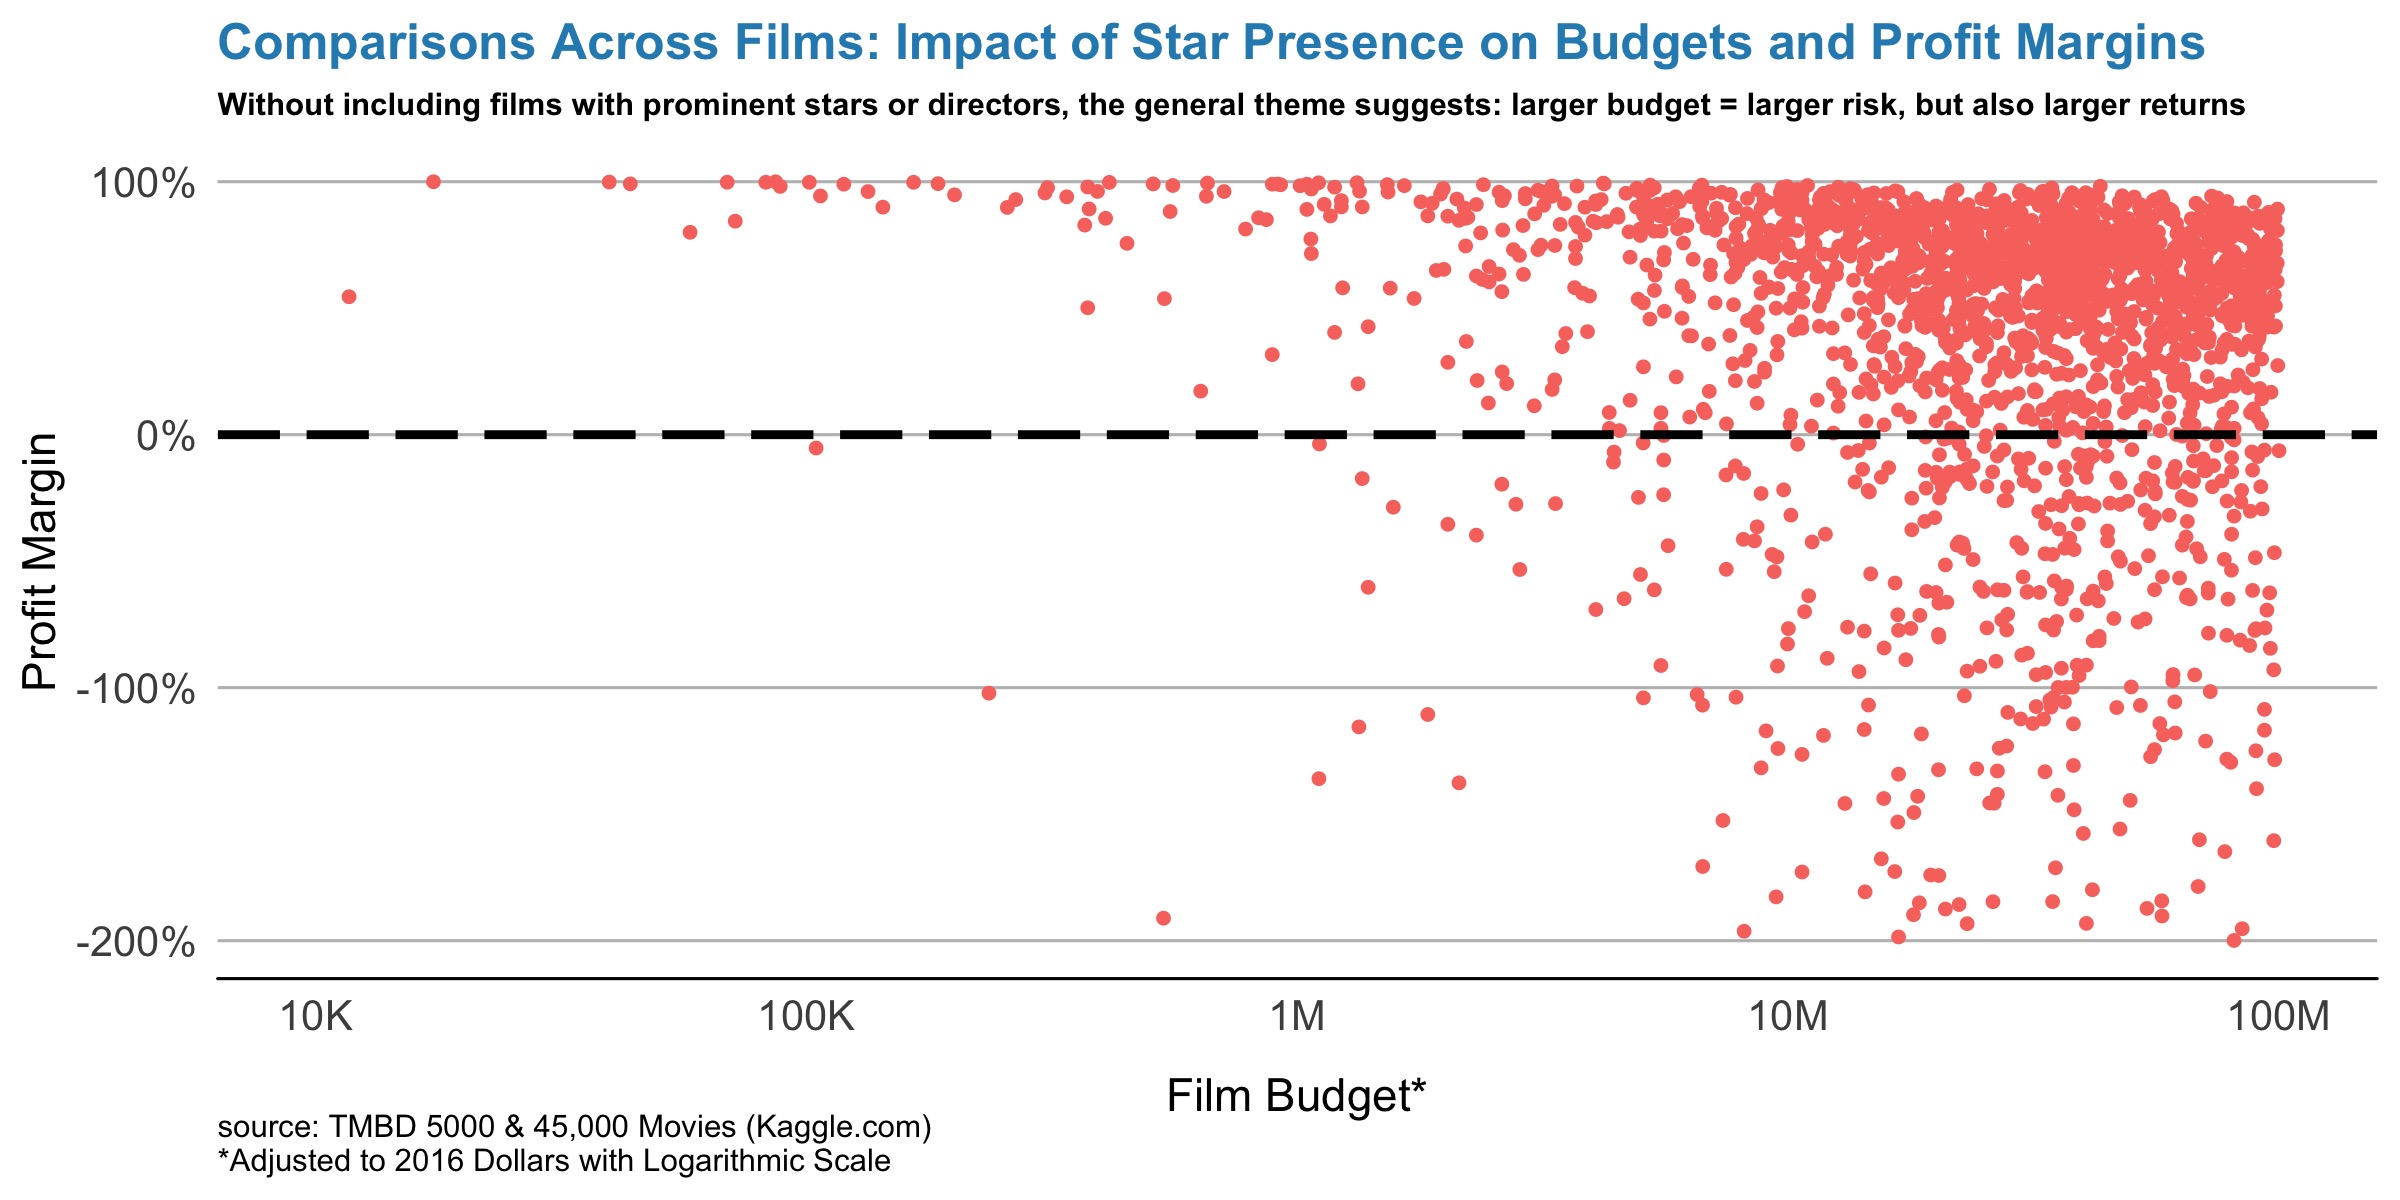 Comparisons Across Films: Impact of Star Presence on Budgets and Profit Margins
Without including films with prominent stars or directors, the general theme suggests: larger budget = larger risk, but also larger returns
100%
0%
-100%
-200%
Profit Margin
10K
100K
1M
10M
100M
Film Budget*
source: TMBD 5000 & 45,000 Movies (Kaggle.com)
*Adjusted to 2016 Dollars with Logarithmic Scale